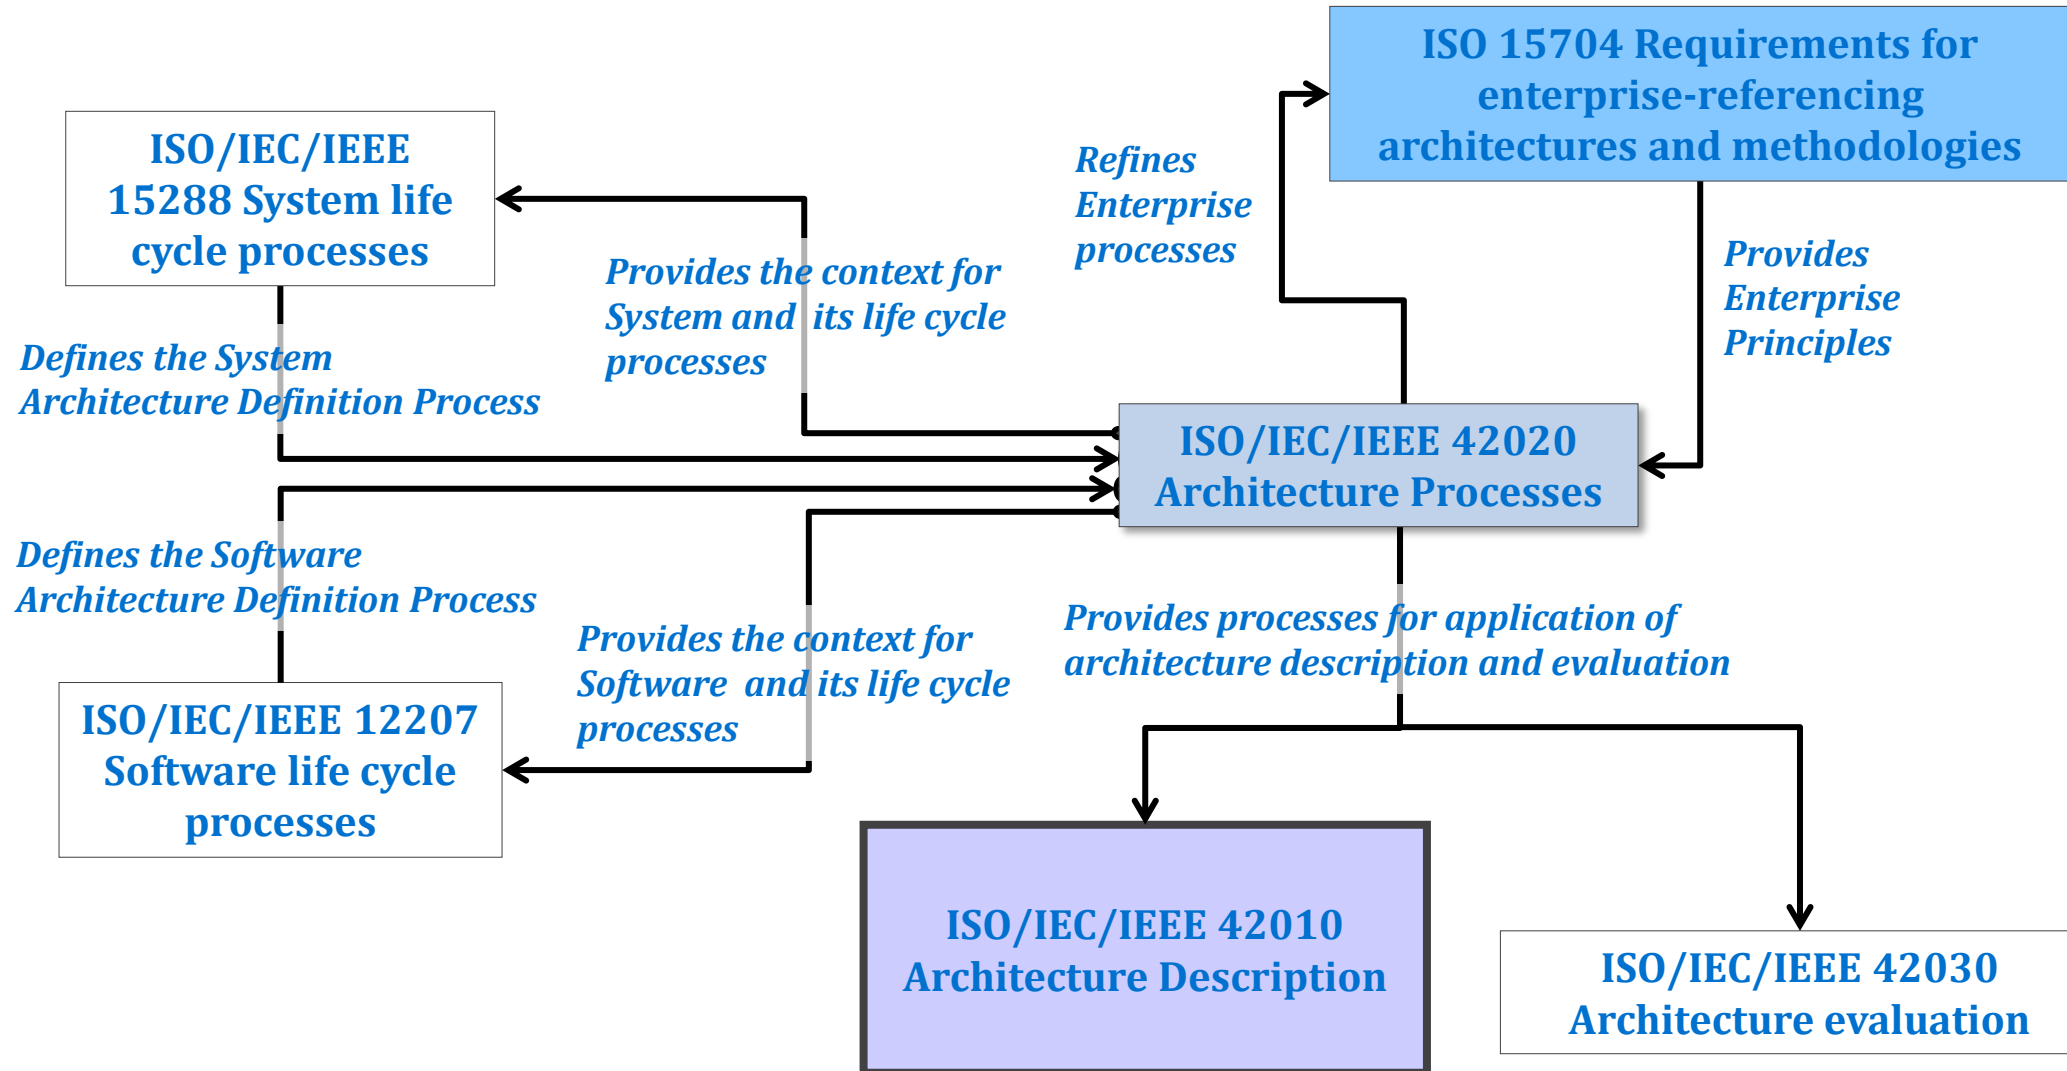 ISO 15704 Requirements for
enterprise-referencing
architectures and methodologies
ISO/IEC/IEEE
15288 System life
cycle processes
Refines
Enterprise
processes
Provides
Enterprise
Principles
Provides the context for
System and  its life cycle
processes
Defines the System
Architecture Definition Process
ISO/IEC/IEEE 42020
Architecture Processes
Defines the Software
Architecture Definition Process
Provides the context for
Software  and its life cycle
processes
Provides processes for application of
architecture description and evaluation
ISO/IEC/IEEE 12207
Software life cycle
processes
ISO/IEC/IEEE 42010
Architecture Description
ISO/IEC/IEEE 42030
Architecture evaluation